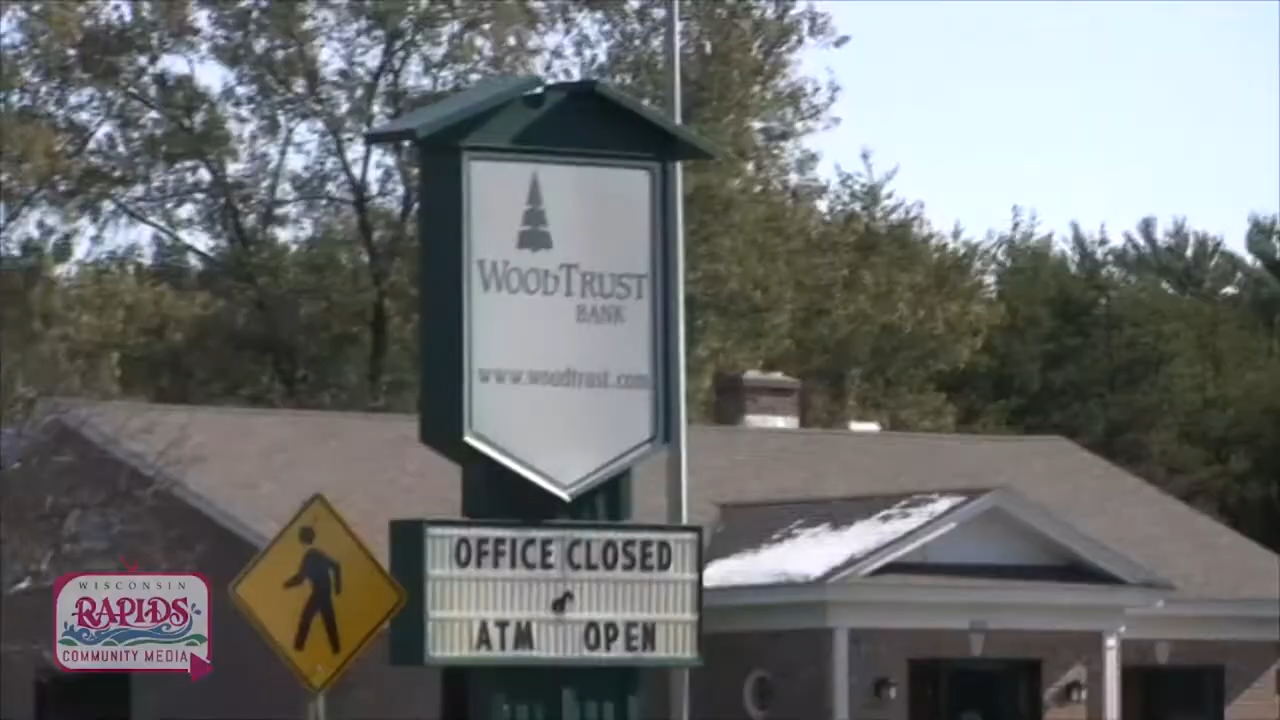 WOODTRUST
BANK
www.woodtrust.com
OFFICE CLOSED
ATM OPEN
WISCONSIN
RAPIDS
COMMUNITY MEDIA